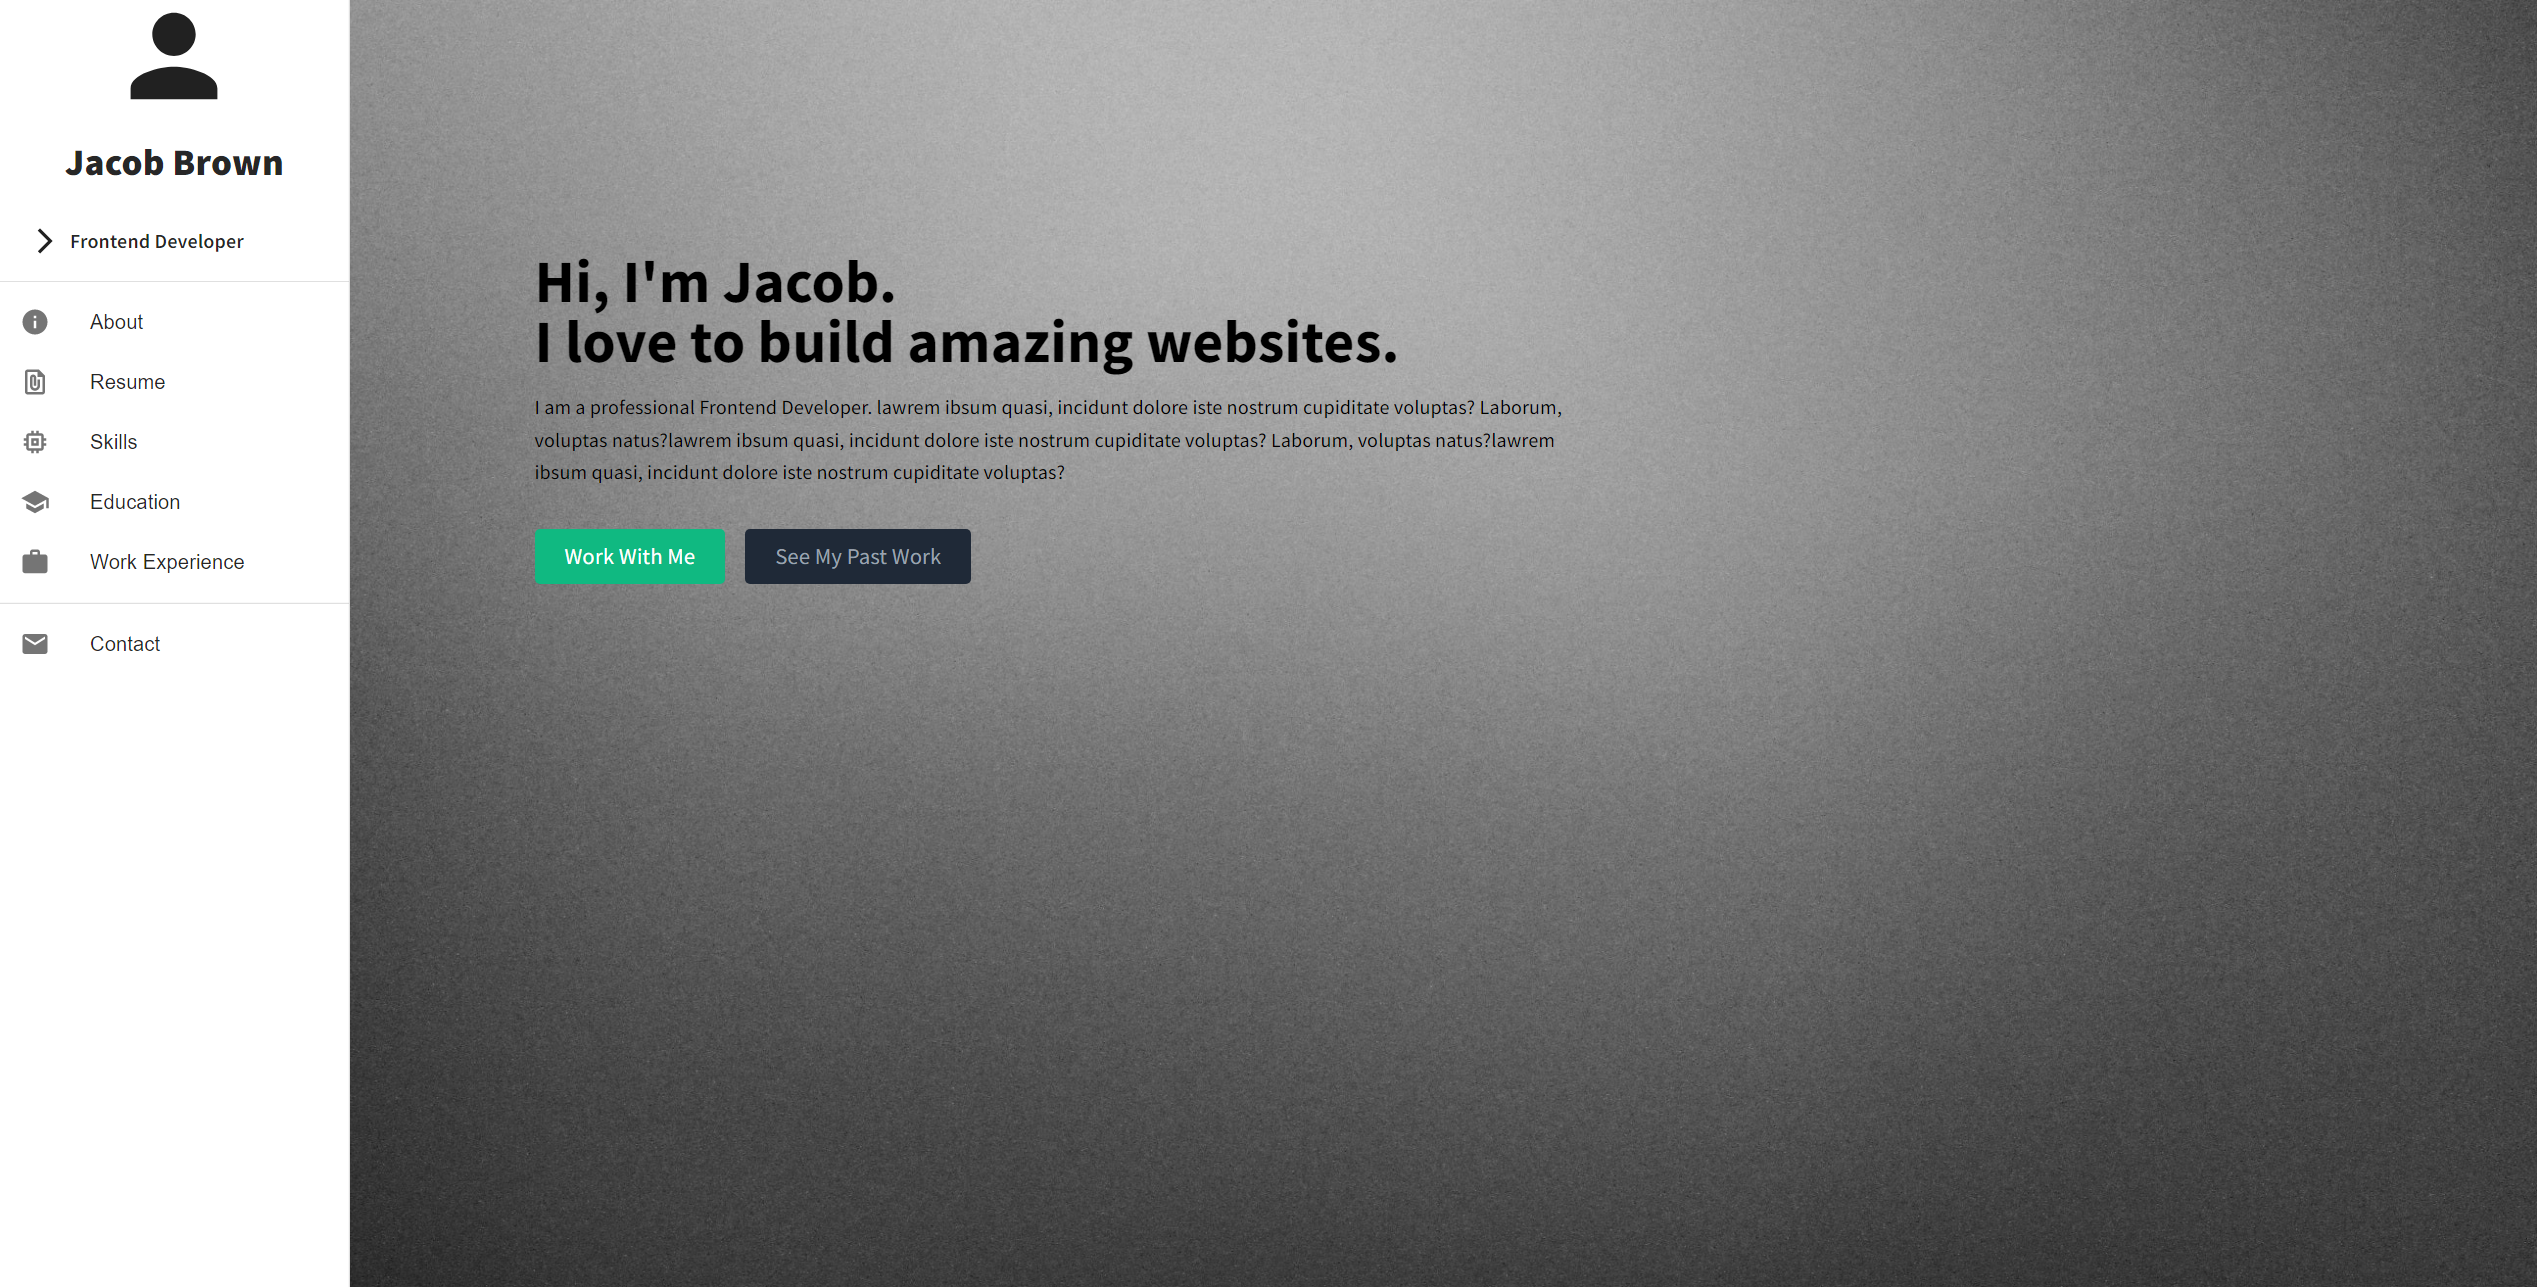 Jacob Brown
Frontend Developer
About
Resume
Skills
Education
Work Experience
Contact
Hi, I'm Jacob.
I love to build amazing websites.
I am a professional Frontend Developer. lawrem ibsum quasi, incidunt dolore iste nostrum cupiditate voluptas? Laborum,
voluptas natus?lawrem ibsum quasi, incidunt dolore iste nostrum cupiditate voluptas? Laborum, voluptas natus?lawrem
ibsum quasi, incidunt dolore iste nostrum cupiditate voluptas?
Work With Me
See My Past Work